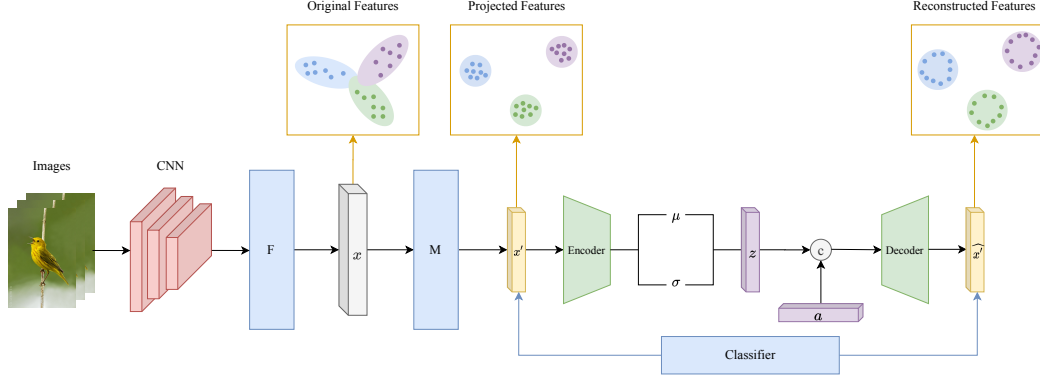 Original Features
Projected Features
Reconstructed Features
Images
CNN
F
x
M
x′
Encoder
μ
σ
z
c
a
Decoder
x̂′
Classifier